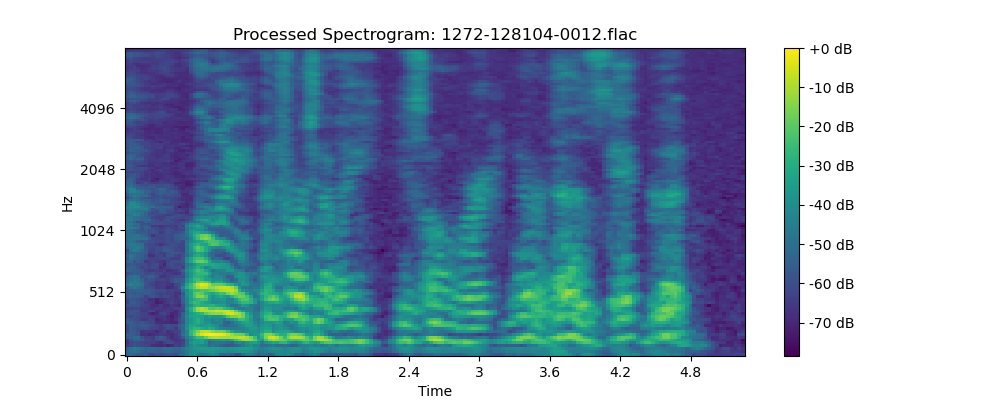 Processed Spectrogram: 1272-128104-0012.flac
Hz
4096
2048
1024
512
0
0 0.6 1.2 1.8 2.4 3 3.6 4.2 4.8
Time
+0 dB
-10 dB
-20 dB
-30 dB
-40 dB
-50 dB
-60 dB
-70 dB